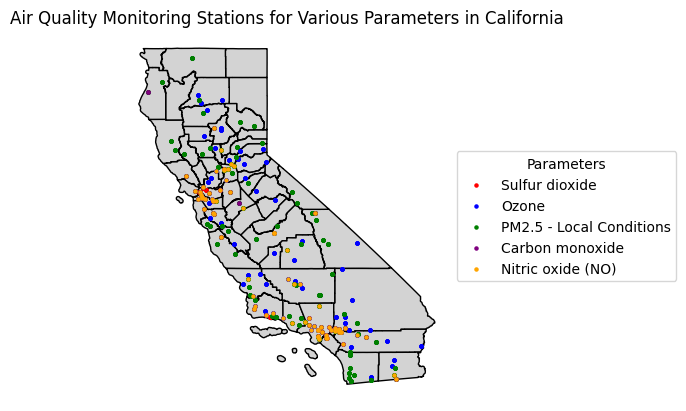 Air Quality Monitoring Stations for Various Parameters in California
Parameters
Sulfur dioxide
Ozone
PM2.5 - Local Conditions
Carbon monoxide
Nitric oxide (NO)